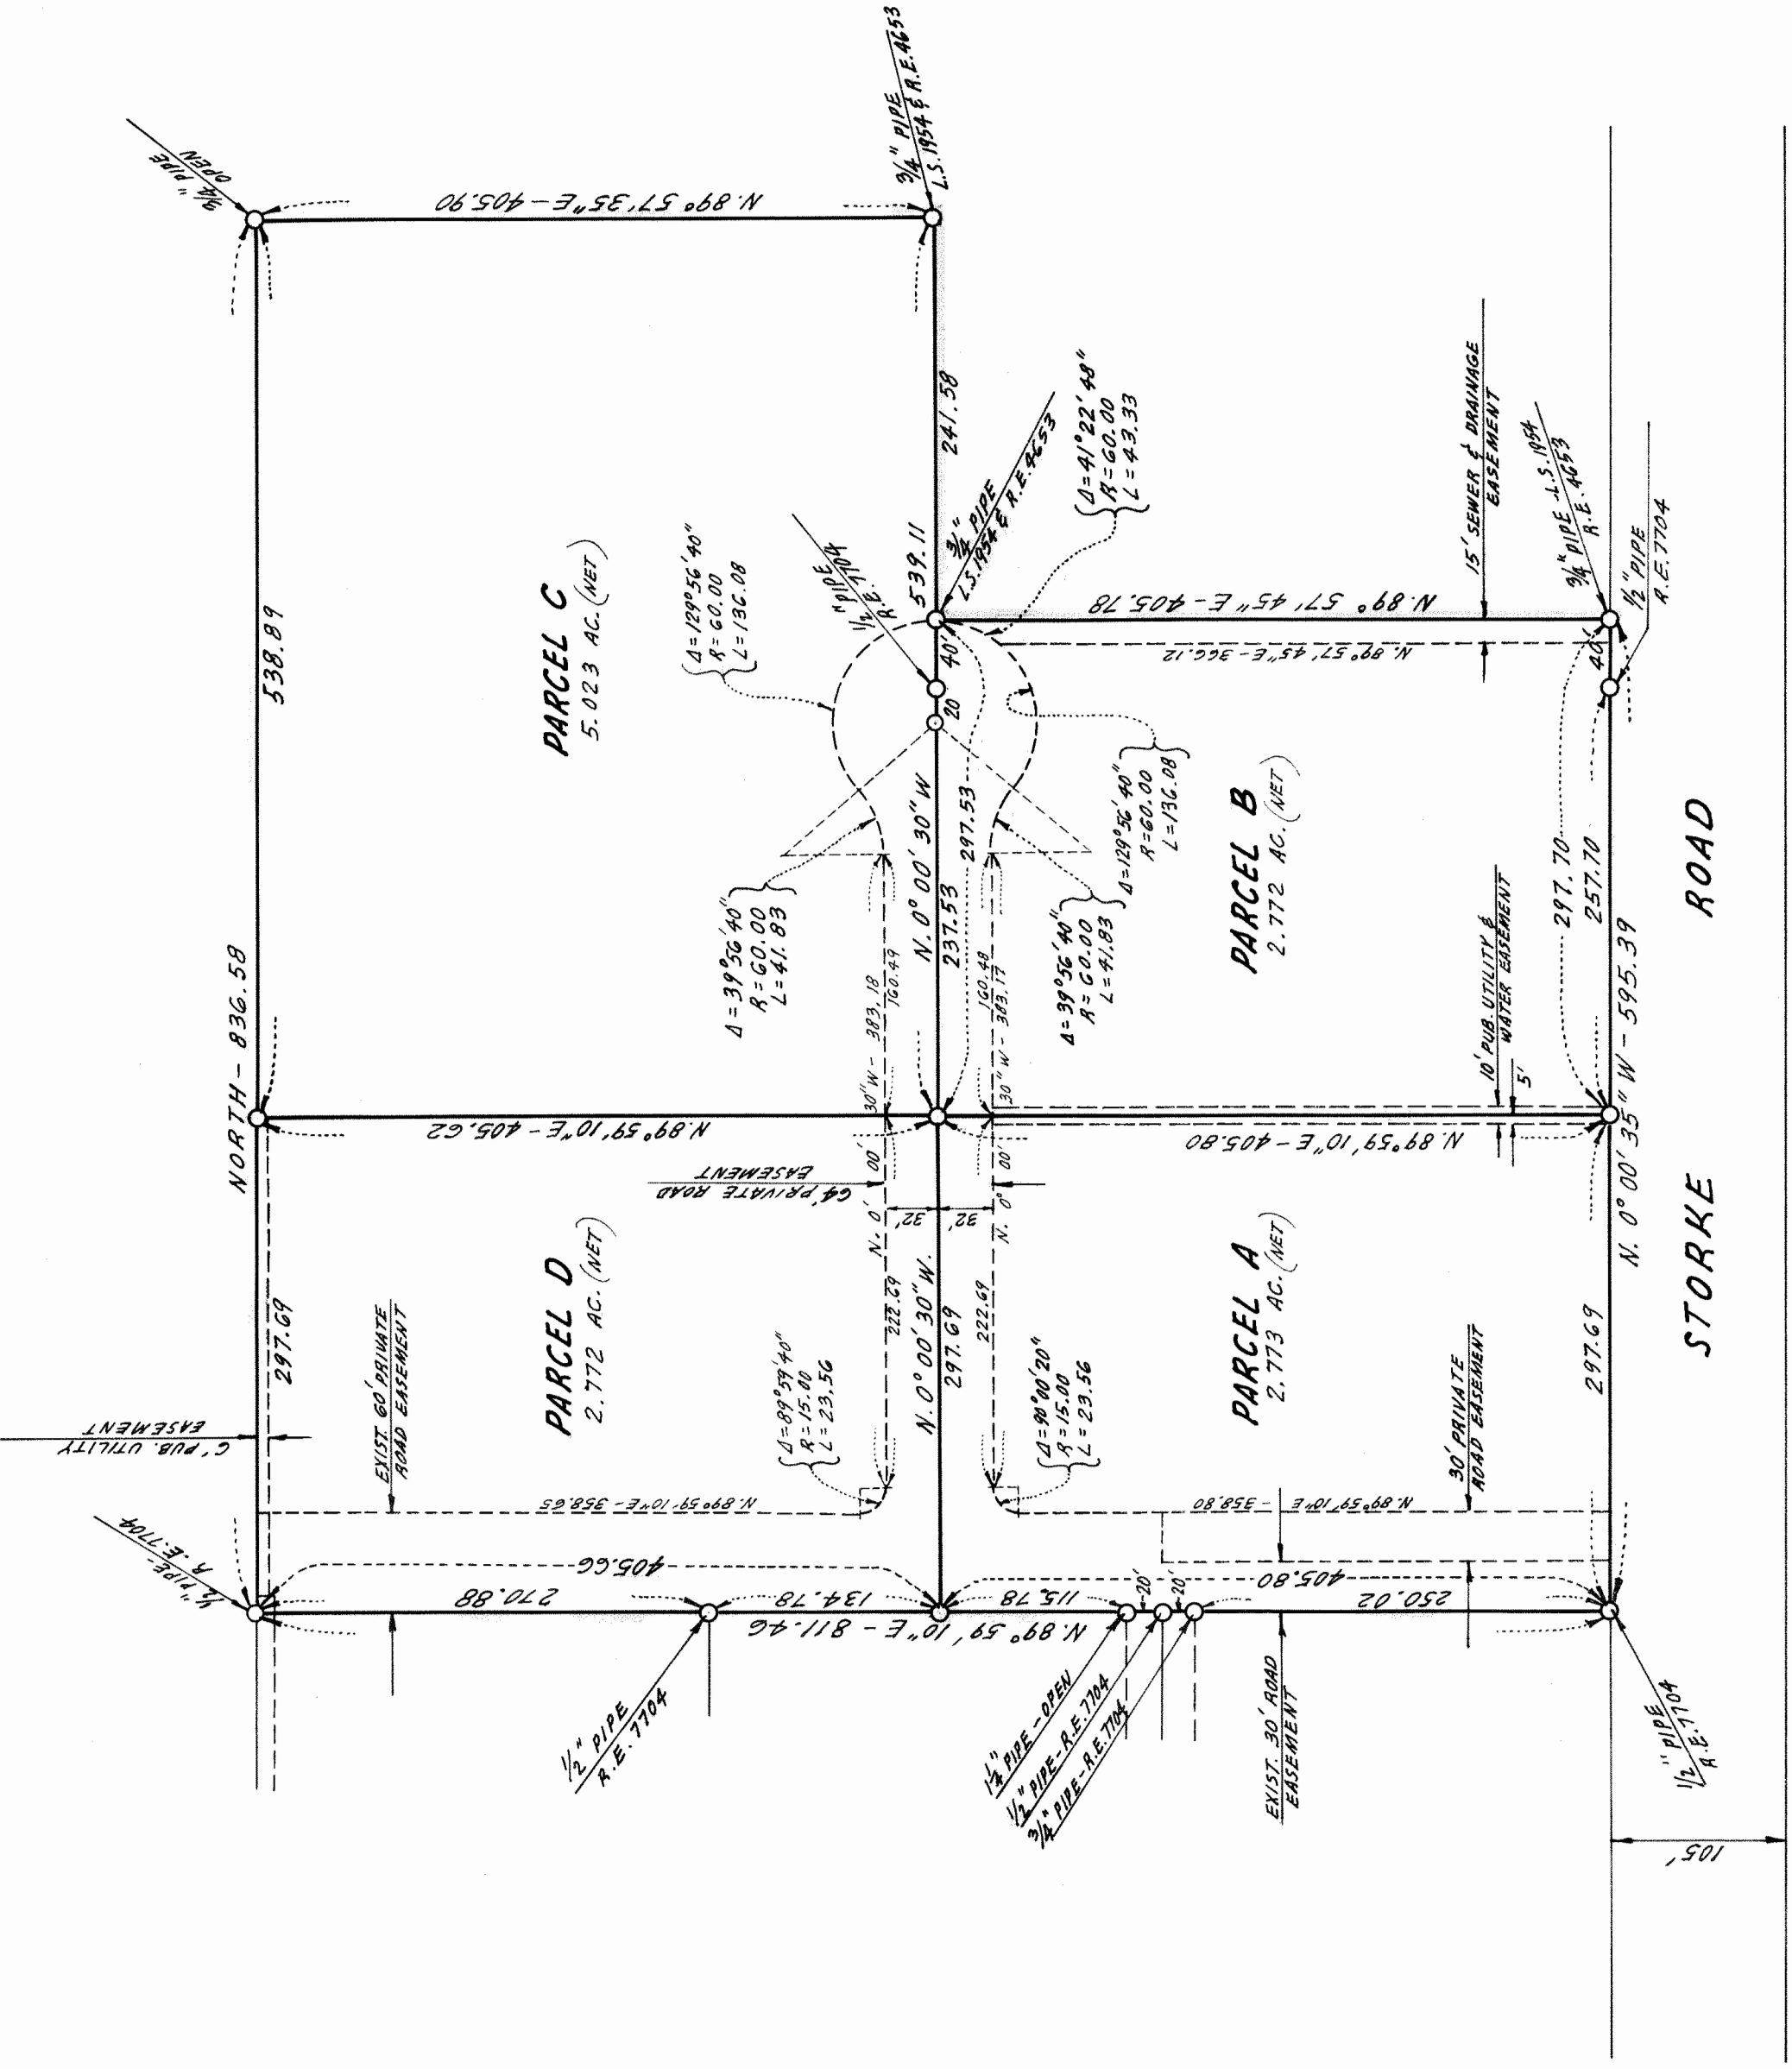 3/4" PIPE
OPEN
N. 89° 57' 35" E — 405.90
3/4" PIPE
L.S. 1954 & R.E. 4653
538.89
NORTH — 836.58
297.69
6' PUB. UTILITY
EASEMENT
1/2" PIPE-
R.E. 7704
PARCEL C
5.023 AC. (NET)
Δ=129°56'40"
R=60.00
L=136.08
1/2" PIPE
R.E. 7704
539.11
241.58
3/4" PIPE
L.S. 1954 & R.E. 4653
Δ=41°22'48"
R=60.00
L=43.33
40'
20'
N. 0° 00' 30" W
237.53
297.53
Δ=39°56'40"
R=60.00
L=41.83
N. 0° 00' 30" W — 383.18
160.49
N. 0° 00' 30" W — 383.17
160.48
Δ=39°56'40"
R=60.00
L=41.83
Δ=129°56'40"
R=60.00
L=136.08
N. 89° 57' 45" E — 405.78
N. 89° 57' 45" E — 366.12
15' SEWER & DRAINAGE
EASEMENT
3/4" PIPE L.S. 1954
R.E. 4653
1/2" PIPE
R.E. 7704
40'
PARCEL B
2.772 AC. (NET)
10' PUB. UTILITY &
WATER EASEMENT
5'
297.70
257.70
N. 0° 00' 35" W — 595.39
N. 89° 59' 10" E — 405.62
N. 89° 59' 10" E — 405.80
64' PRIVATE ROAD
EASEMENT
32'
32'
PARCEL D
2.772 AC. (NET)
EXIST. 60' PRIVATE
ROAD EASEMENT
Δ=89°59'40"
R=15.00
L=23.56
222.69
N. 0° 00' 30" W.
297.69
222.69
Δ=90°00'20"
R=15.00
L=23.56
PARCEL A
2.773 AC. (NET)
30' PRIVATE
ROAD EASEMENT
297.69
N. 89° 59' 10" E — 358.65
N. 89° 59' 10" E — 358.80
405.66
405.80
270.88
134.78
115.78
20'
20'
250.02
N. 89° 59' 10" E — 811.46
1/2" PIPE
R.E. 7704
1 1/4" PIPE — OPEN
1/2" PIPE — R.E. 7704
3/4" PIPE — R.E. 7704
EXIST. 30' ROAD
EASEMENT
1/2" PIPE
R.E. 7704
105'
STORKE ROAD